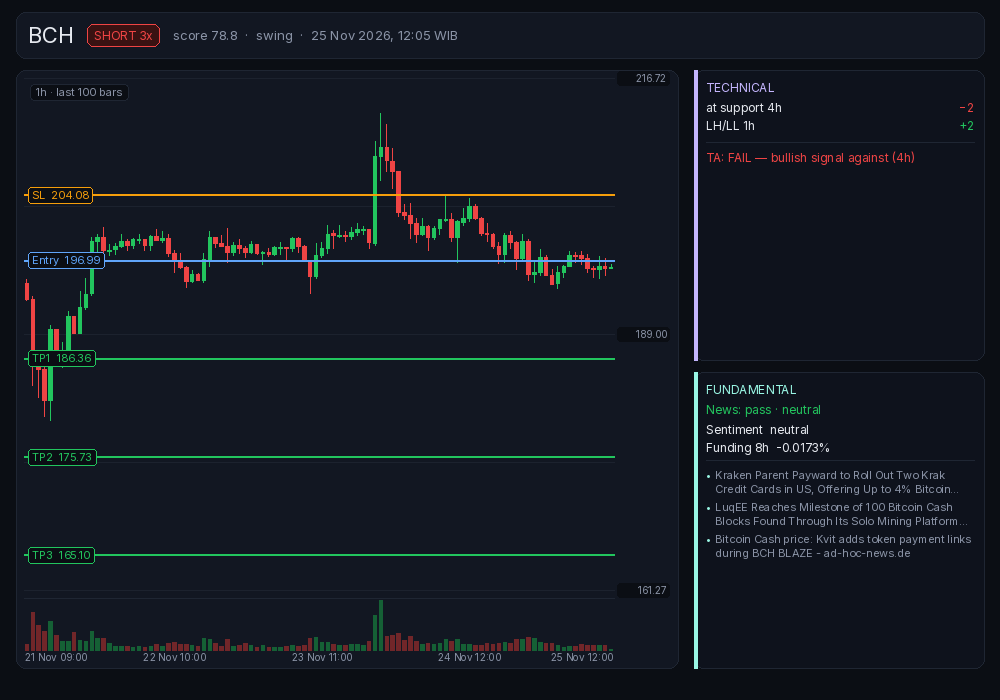 BCH
SHORT 3x
score 78.8 · swing · 25 Nov 2026, 12:05 WIB
1h · last 100 bars
216.72
SL 204.08
Entry 196.99
189.00
TP1 186.36
TP2 175.73
TP3 165.10
161.27
21 Nov 09:00
22 Nov 10:00
23 Nov 11:00
24 Nov 12:00
25 Nov 12:00
TECHNICAL
at support 4h −2
LH/LL 1h +2
TA: FAIL — bullish signal against (4h)
FUNDAMENTAL
News: pass · neutral
Sentiment neutral
Funding 8h -0.0173%
• Kraken Parent Payward to Roll Out Two Krak
Credit Cards in US, Offering Up to 4% Bitcoin…
• LuqEE Reaches Milestone of 100 Bitcoin Cash
Blocks Found Through Its Solo Mining Platform…
• Bitcoin Cash price: Kvit adds token payment links
during BCH BLAZE - ad-hoc-news.de